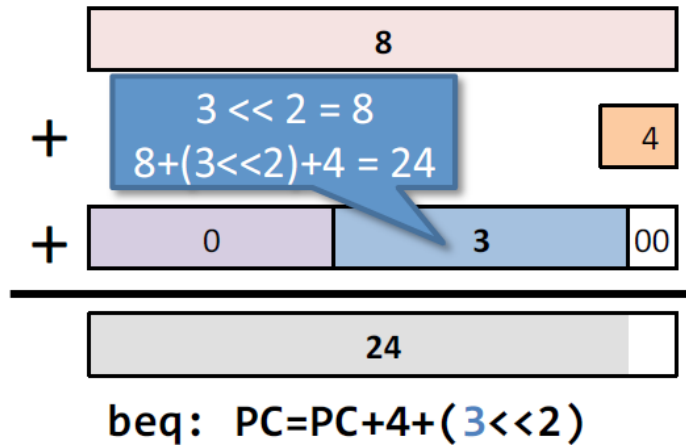 8
3 << 2 = 8
8+(3<<2)+4 = 24
+ 4
+ 0 3 00
24
beq: PC=PC+4+(3<<2)